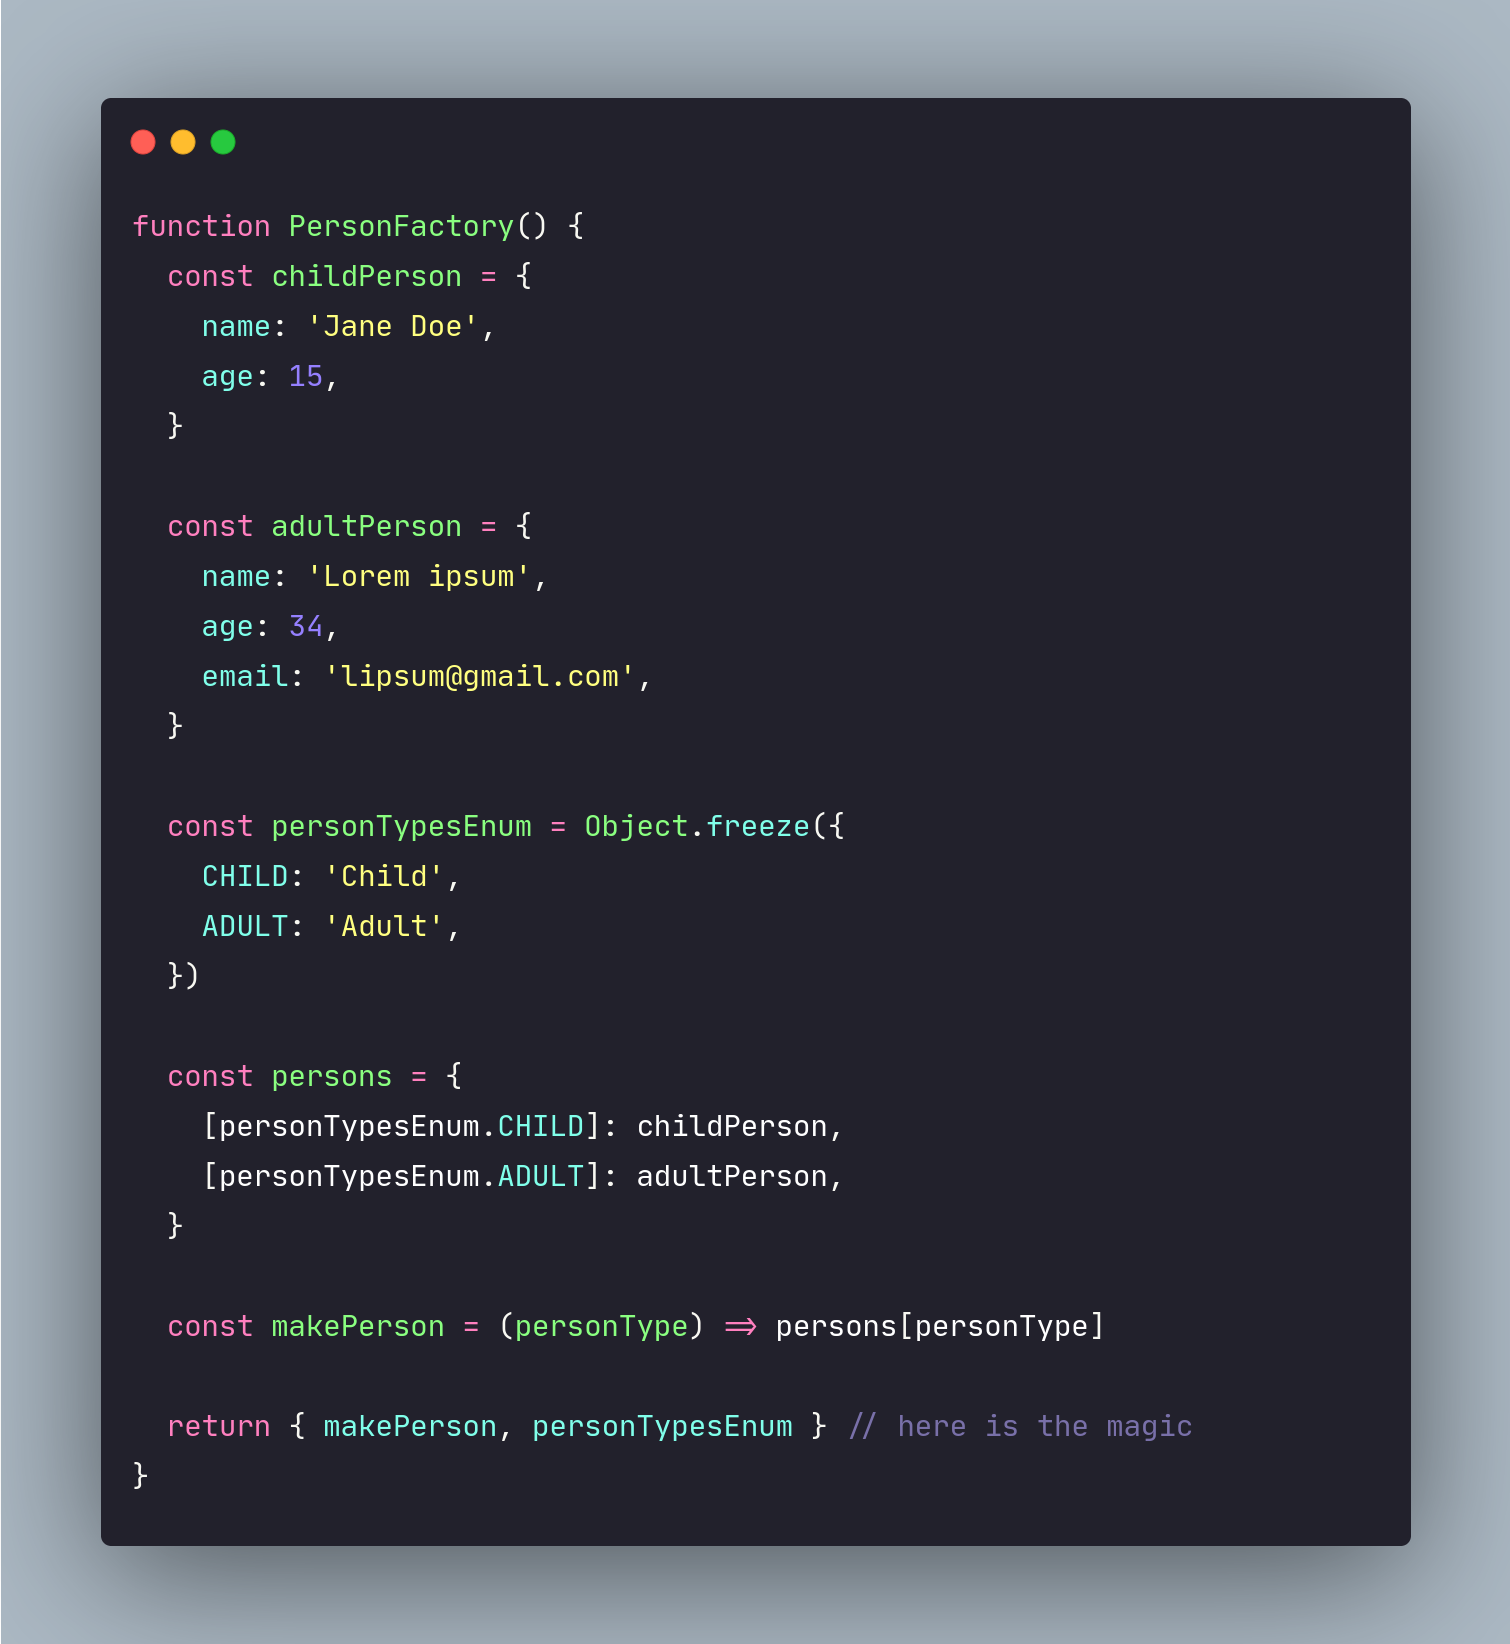 function PersonFactory() {
  const childPerson = {
    name: 'Jane Doe',
    age: 15,
  }

  const adultPerson = {
    name: 'Lorem ipsum',
    age: 34,
    email: 'lipsum@gmail.com',
  }

  const personTypesEnum = Object.freeze({
    CHILD: 'Child',
    ADULT: 'Adult',
  })

  const persons = {
    [personTypesEnum.CHILD]: childPerson,
    [personTypesEnum.ADULT]: adultPerson,
  }

  const makePerson = (personType) => persons[personType]

  return { makePerson, personTypesEnum } // here is the magic
}